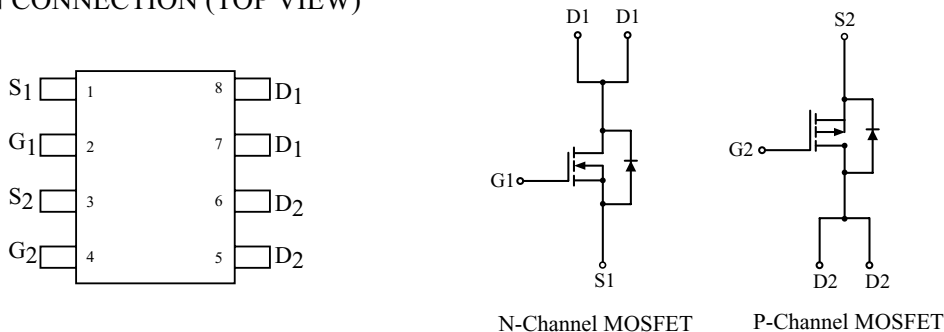 CONNECTION (TOP VIEW)
S1 1 8 D1
G1 2 7 D1
S2 3 6 D2
G2 4 5 D2
D1 D1
G1
S1
N-Channel MOSFET
S2
G2
D2 D2
P-Channel MOSFET